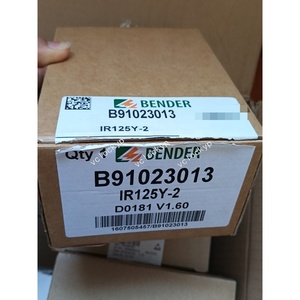 BENDER
B91023013
IR125Y-2
Qty
BENDER
B91023013
IR125Y-2
D0181 V1.60
1607505457/B91023013